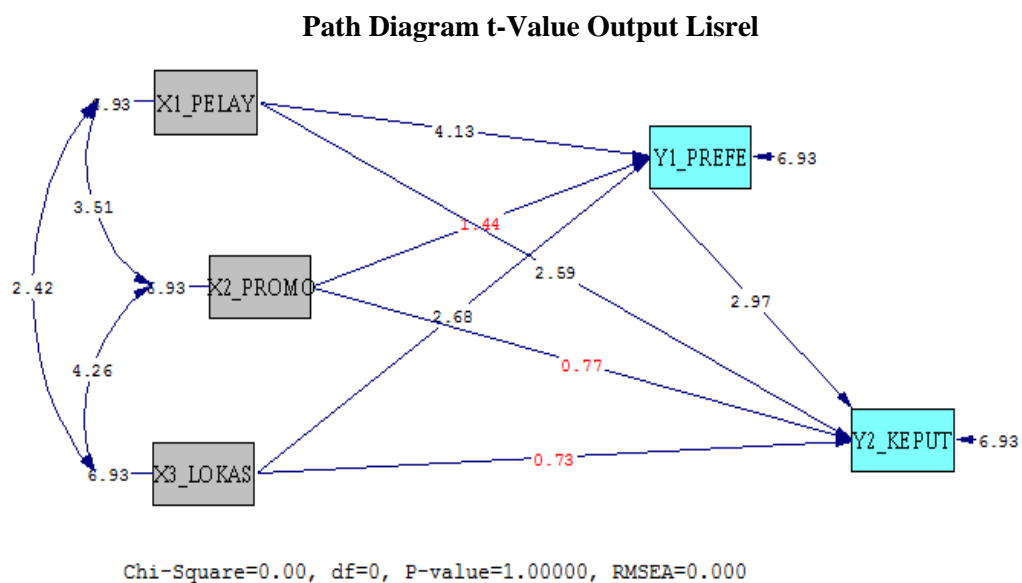 Path Diagram t-Value Output Lisrel
X1_PELAY
4.13
Y1_PREFE
6.93
3.51
1.44
2.59
2.42
6.93
X2_PROMO
2.97
2.68
4.26
0.77
6.93
X3_LOKAS
0.73
Y2_KEPUT
6.93
Chi-Square=0.00, df=0, P-value=1.00000, RMSEA=0.000